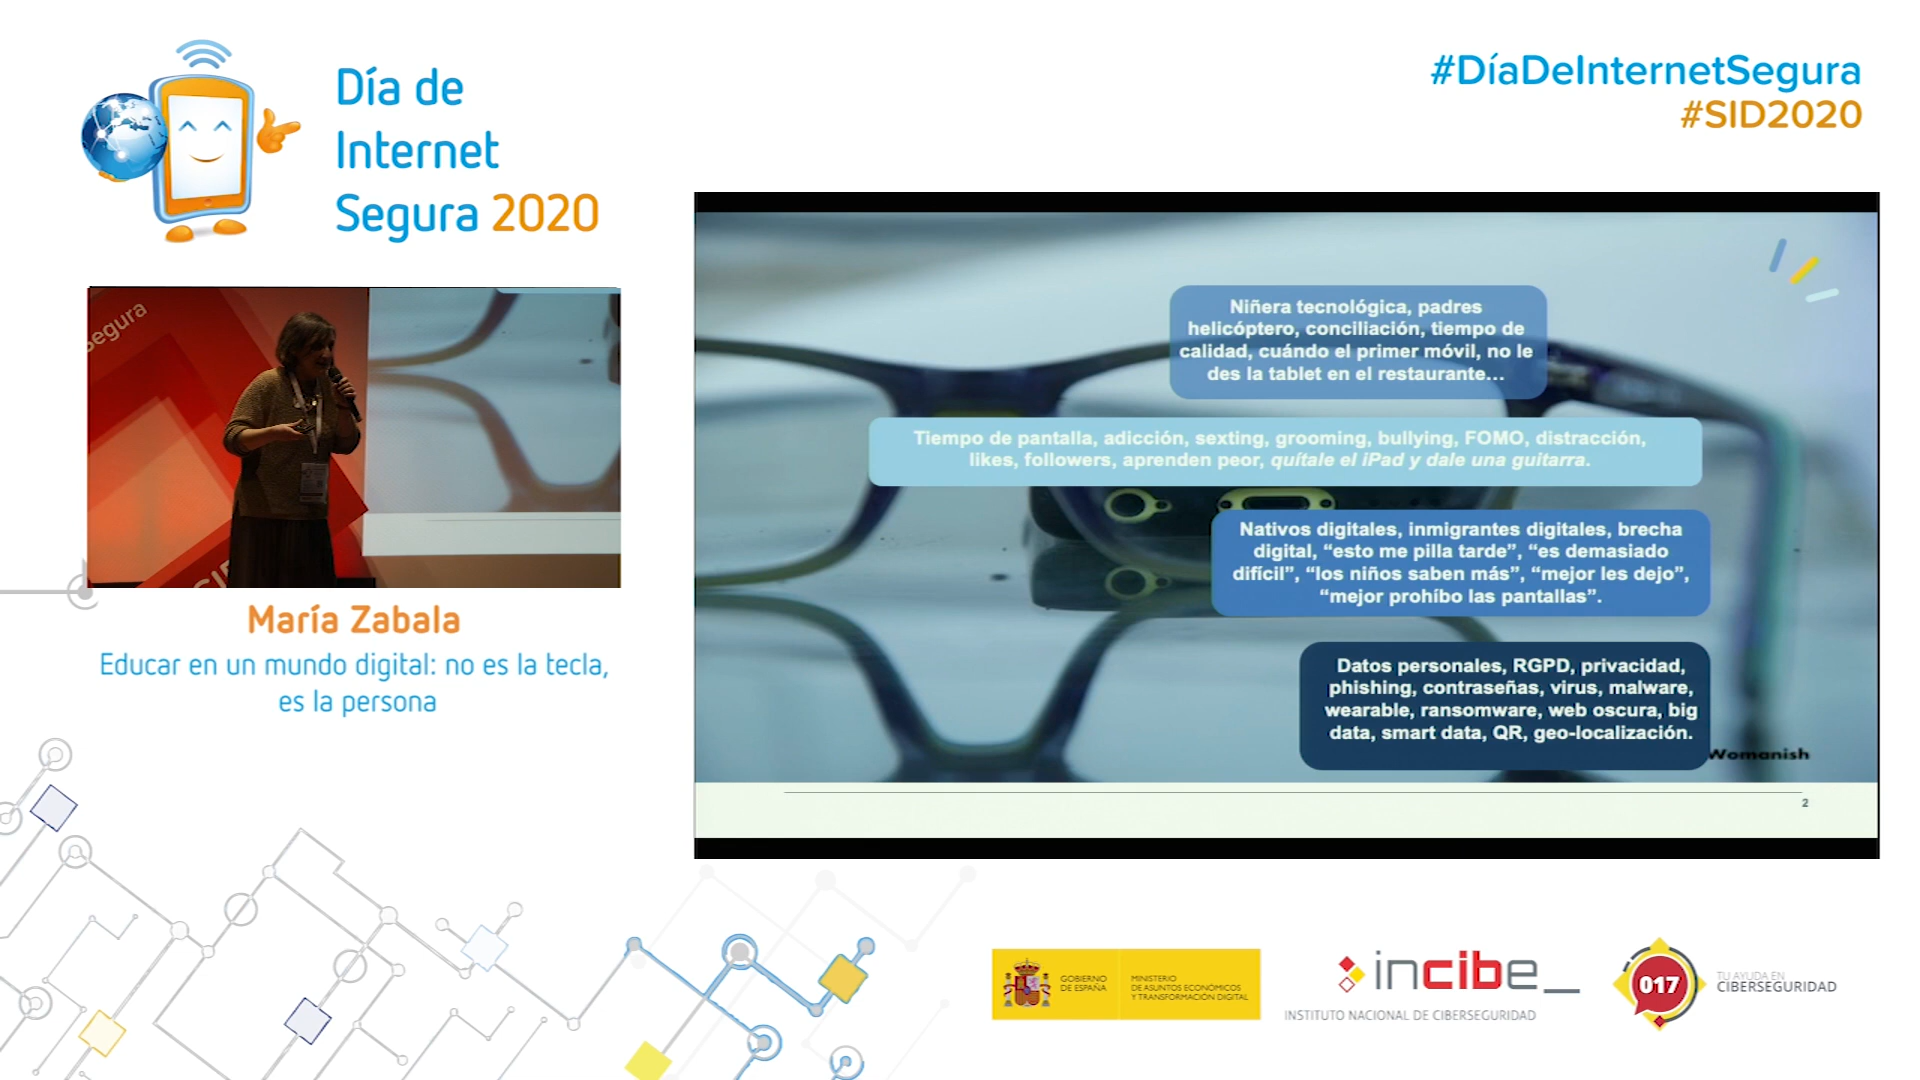 Día de
Internet
Segura 2020
#DíaDeInternetSegura
#SID2020
segura
María Zabala
Educar en un mundo digital: no es la tecla,
es la persona
Niñera tecnológica, padres
helicóptero, conciliación, tiempo de
calidad, cuándo el primer móvil, no le
des la tablet en el restaurante...
Tiempo de pantalla, adicción, sexting, grooming, bullying, FOMO, distracción,
likes, followers, aprenden peor, quítale el iPad y dale una guitarra.
Nativos digitales, inmigrantes digitales, brecha
digital, “esto me pilla tarde”, “es demasiado
difícil”, “los niños saben más”, “mejor les dejo”,
“mejor prohíbo las pantallas”.
Datos personales, RGPD, privacidad,
phishing, contraseñas, virus, malware,
wearable, ransomware, web oscura, big
data, smart data, QR, geo-localización.
Womanish
2
GOBIERNO
DE ESPAÑA
MINISTERIO
DE ASUNTOS ECONÓMICOS
Y TRANSFORMACIÓN DIGITAL
incibe_
INSTITUTO NACIONAL DE CIBERSEGURIDAD
017
TU AYUDA EN
CIBERSEGURIDAD